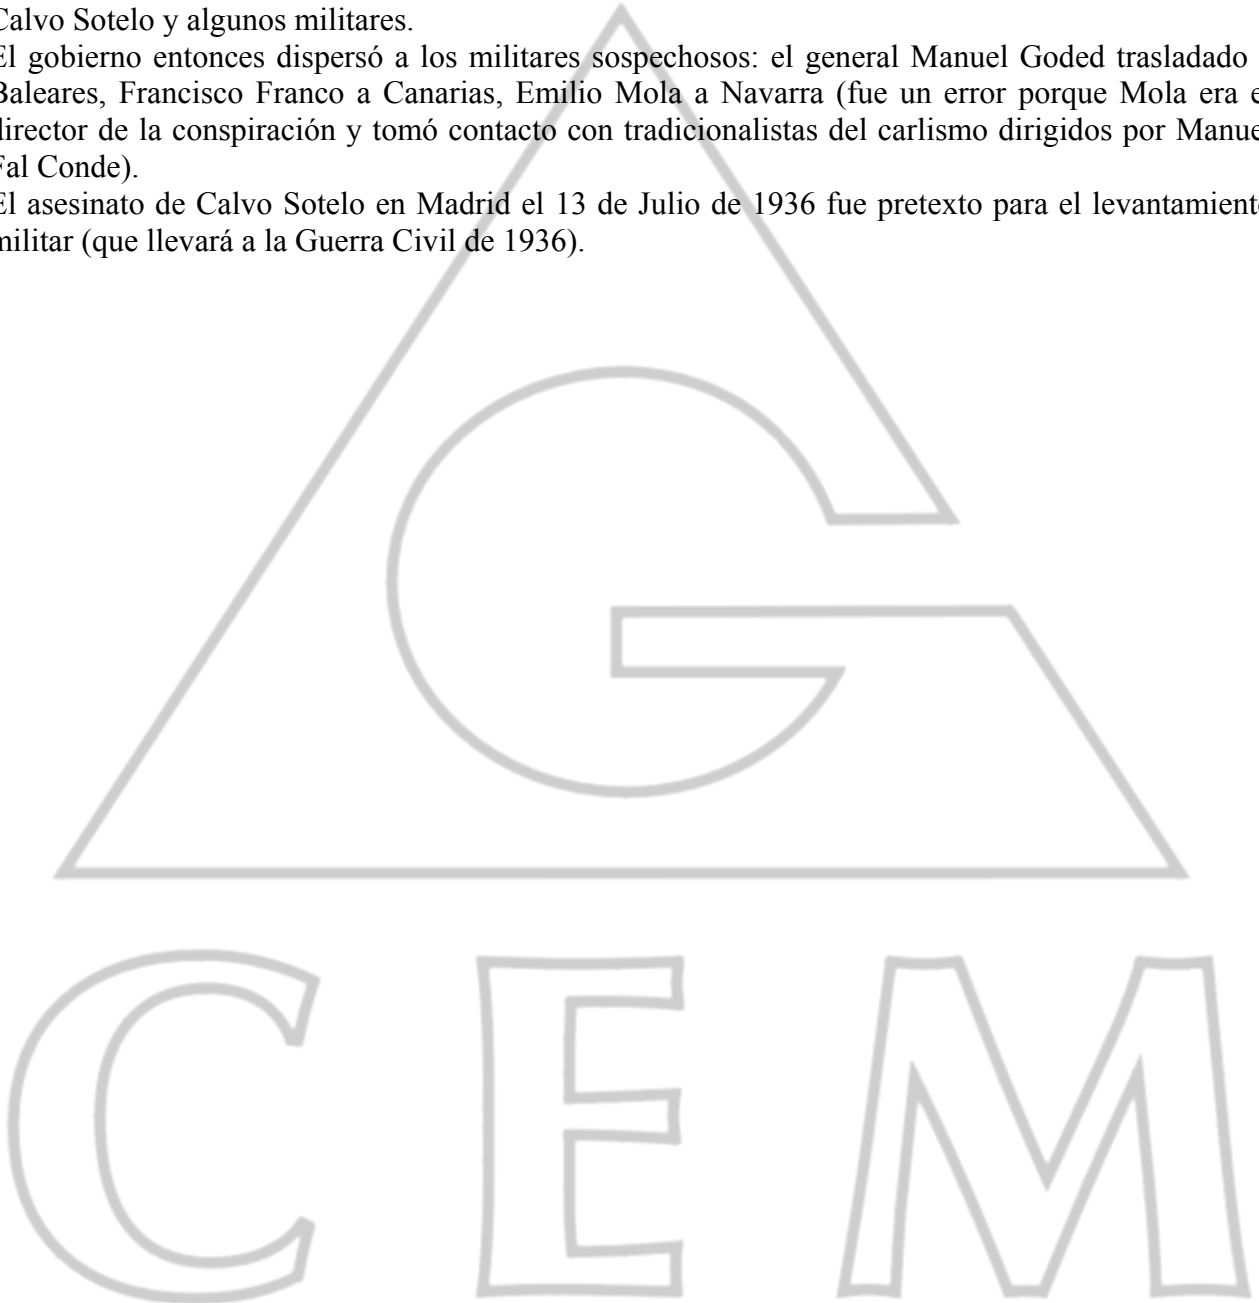 Calvo Sotelo y algunos militares.
El gobierno entonces dispersó a los militares sospechosos: el general Manuel Goded trasladado
Baleares, Francisco Franco a Canarias, Emilio Mola a Navarra (fue un error porque Mola era e
director de la conspiración y tomó contacto con tradicionalistas del carlismo dirigidos por Manue
Fal Conde).
El asesinato de Calvo Sotelo en Madrid el 13 de Julio de 1936 fue pretexto para el levantamiento
militar (que llevará a la Guerra Civil de 1936).
G
CEM